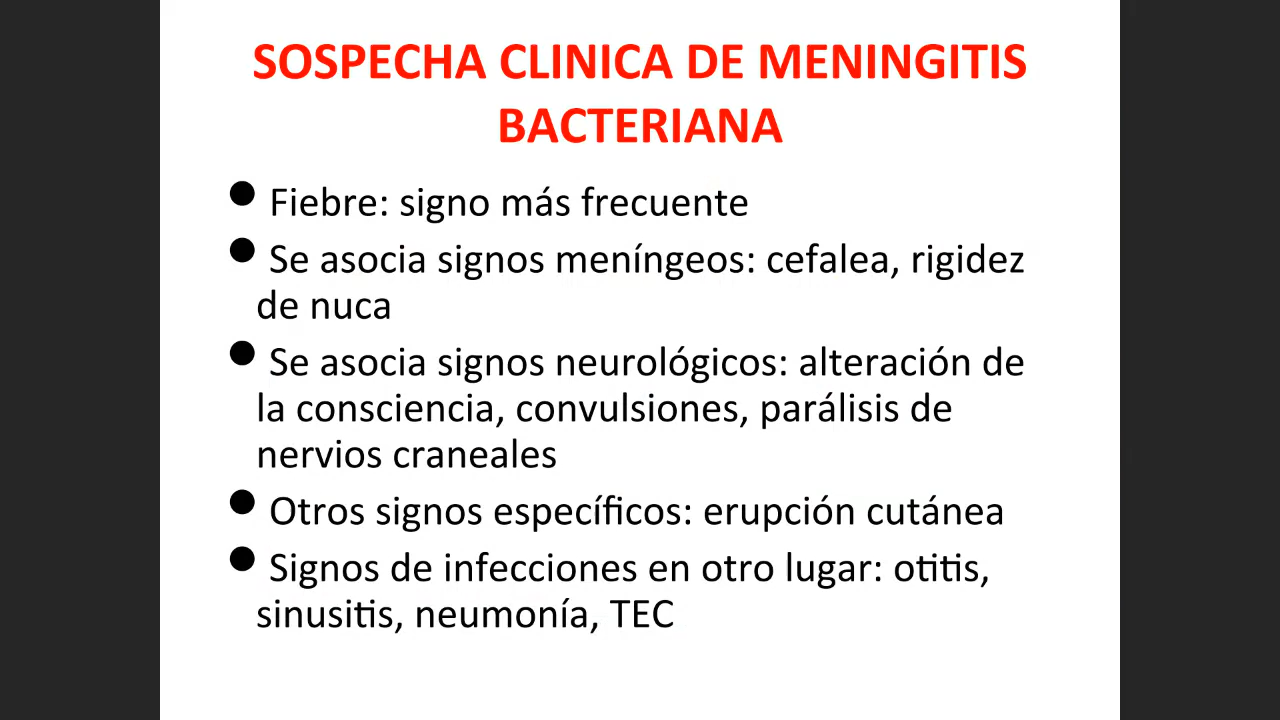 SOSPECHA CLINICA DE MENINGITIS
BACTERIANA
● Fiebre: signo más frecuente
● Se asocia signos meníngeos: cefalea, rigidez
de nuca
● Se asocia signos neurológicos: alteración de
la consciencia, convulsiones, parálisis de
nervios craneales
● Otros signos específicos: erupción cutánea
● Signos de infecciones en otro lugar: otitis,
sinusitis, neumonía, TEC